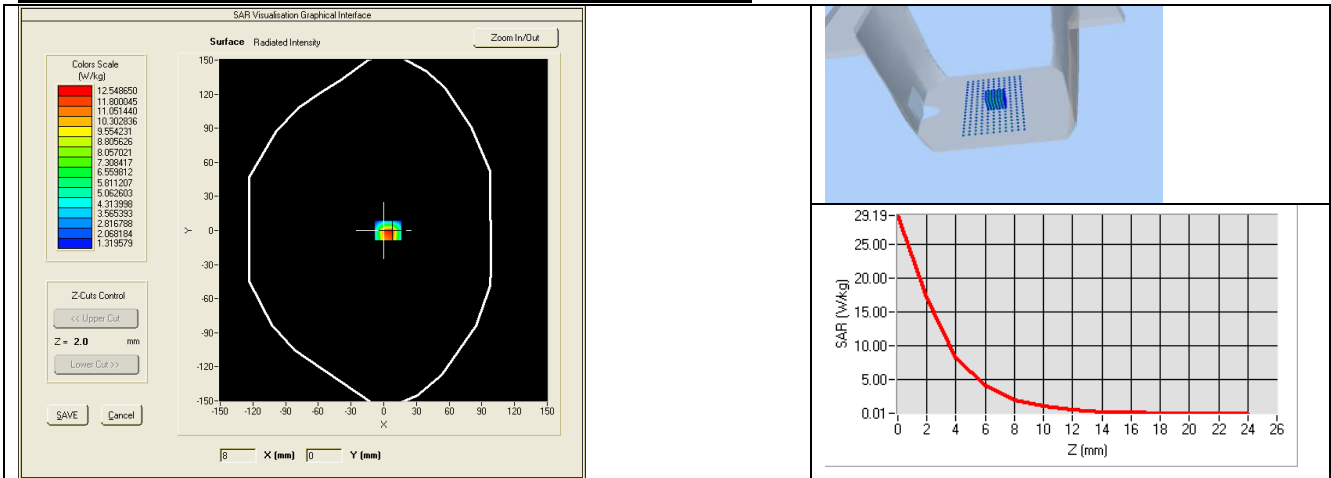 SAR Visualisation Graphical Interface
Surface Radiated Intensity
Zoom In/Out
Colors Scale
(W/kg)
12.548650
11.800045
11.051440
10.302836
9.554231
8.805626
8.057021
7.308417
6.559812
5.811207
5.062603
4.313998
3.565393
2.816788
2.068184
1.319579
150
120
90
60
30
0
-30
-60
-90
-120
-150
Y
-150 -120 -90 -60 -30 0 30 60 90 120 150
X
Z-Cuts Control
<< Upper Cut
Z = 2.0 mm
Lower Cut >>
SAVE Cancel
8 X (mm) 0 Y (mm)
29.19
25.00
20.00
15.00
10.00
5.00
0.01
SAR (W/kg)
0 2 4 6 8 10 12 14 16 18 20 22 24 26
Z (mm)